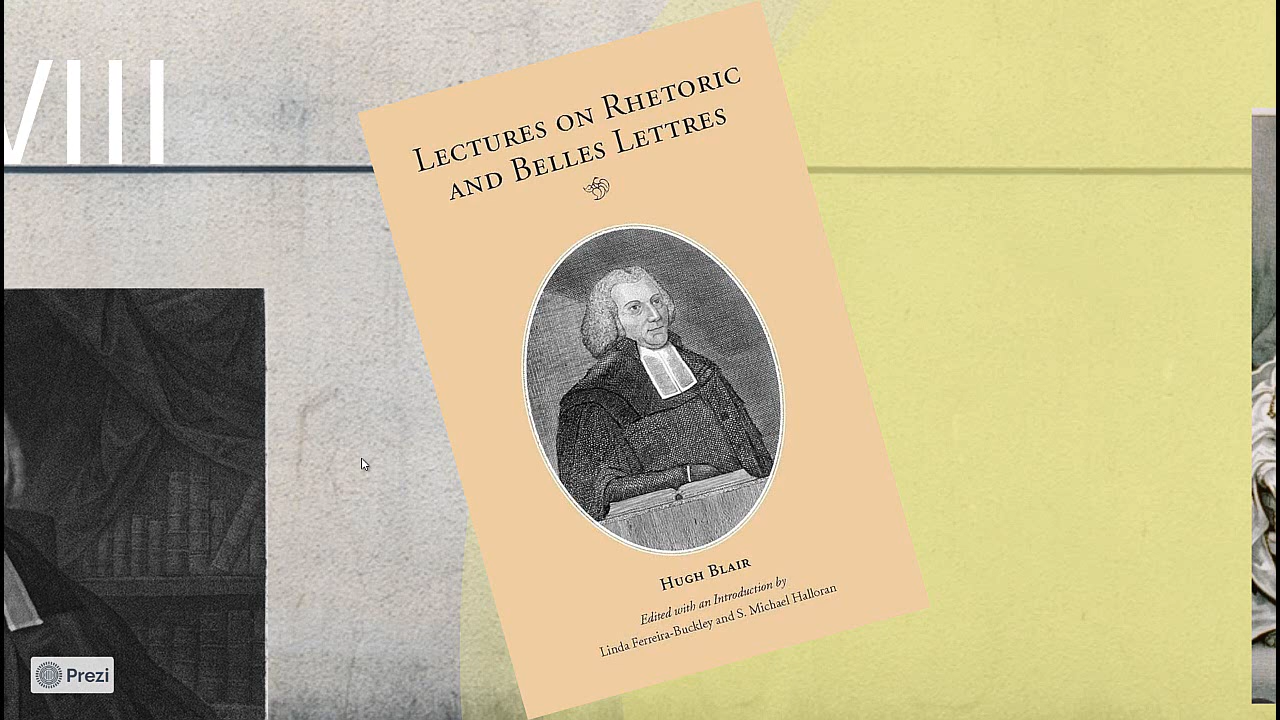 VIII
LECTURES ON RHETORIC
AND BELLES LETTRES
HUGH BLAIR
Edited with an Introduction by
Linda Ferreira-Buckley and S. Michael Halloran
Prezi